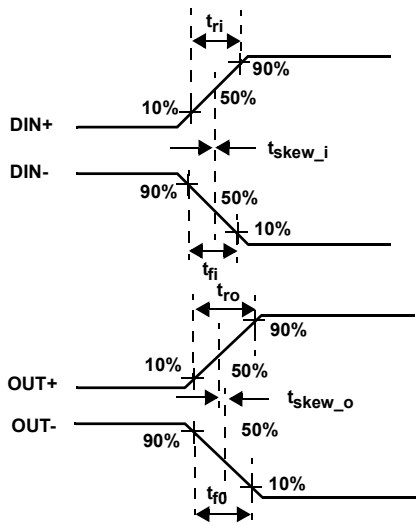 tri
90%
10%
50%
DIN+
tskew_i
DIN-
90%
50%
10%
tfi
tro
90%
10%
50%
OUT+
tskew_o
OUT-
90%
50%
10%
tf0